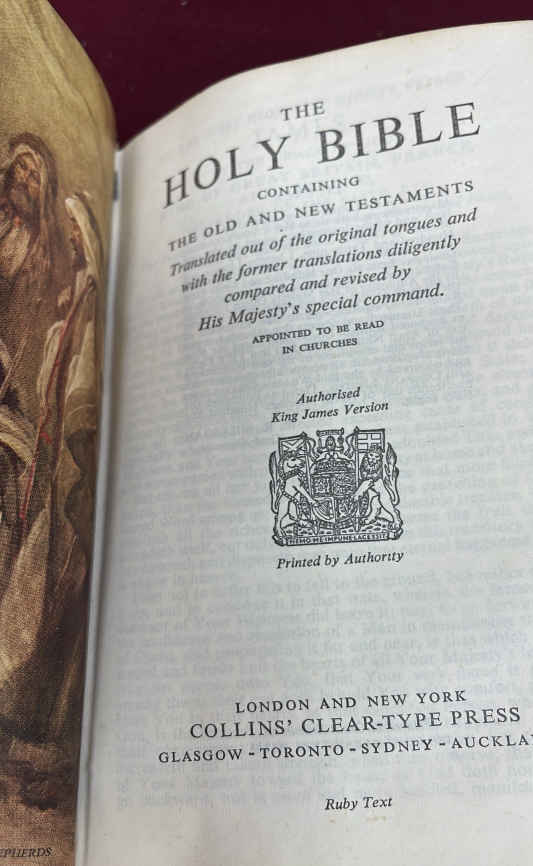 THE
HOLY BIBLE
CONTAINING
THE OLD AND NEW TESTAMENTS
Translated out of the original tongues and
with the former translations diligently
compared and revised by
His Majesty's special command.
APPOINTED TO BE READ
IN CHURCHES
Authorised
King James Version
NEMO ME IMPUNE LACESSIT
Printed by Authority
LONDON AND NEW YORK
COLLINS' CLEAR-TYPE PRESS
GLASGOW - TORONTO - SYDNEY - AUCKLA
Ruby Text
EPHERDS